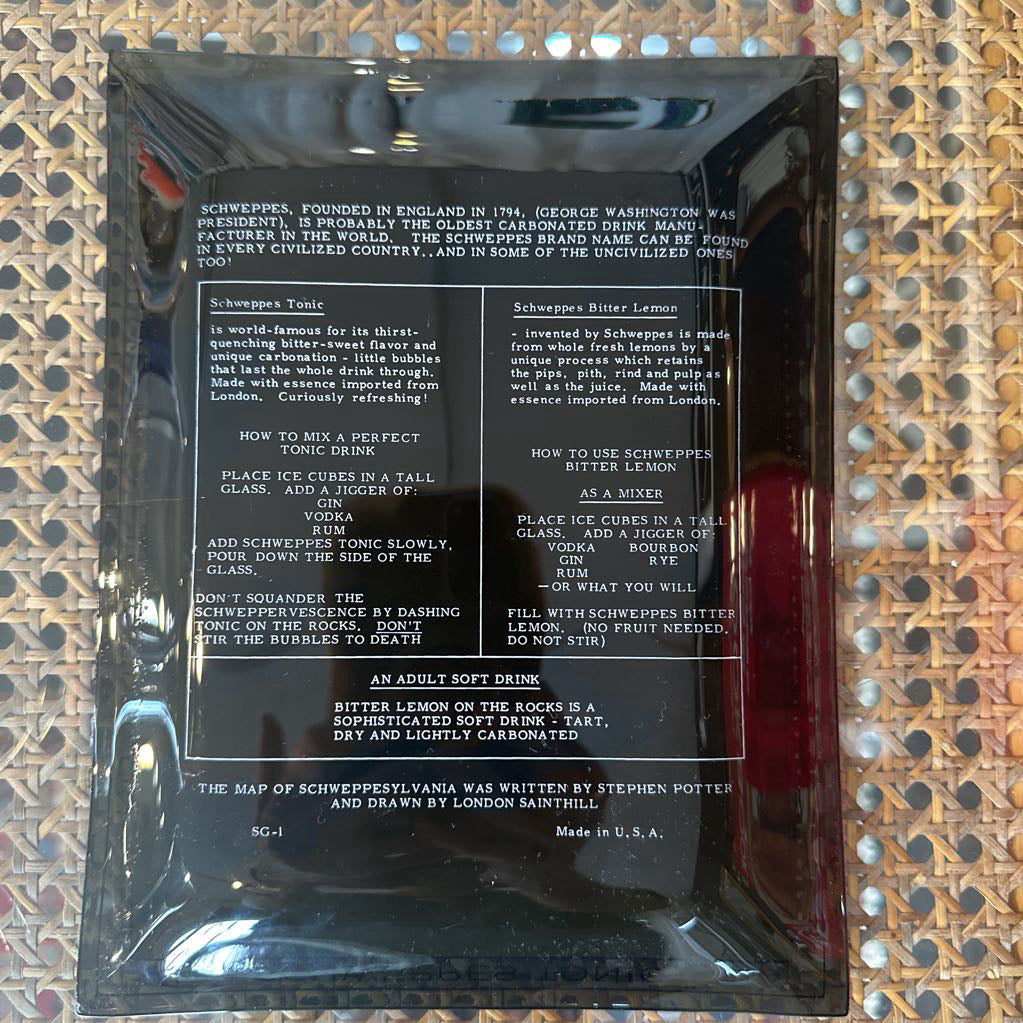 SCHWEPPES, FOUNDED IN ENGLAND IN 1794, (GEORGE WASHINGTON WAS
PRESIDENT), IS PROBABLY THE OLDEST CARBONATED DRINK MANU-
FACTURER IN THE WORLD. THE SCHWEPPES BRAND NAME CAN BE FOUND
IN EVERY CIVILIZED COUNTRY..AND IN SOME OF THE UNCIVILIZED ONES
TOO!
Schweppes Tonic
is world-famous for its thirst-
quenching bitter-sweet flavor and
unique carbonation - little bubbles
that last the whole drink through.
Made with essence imported from
London. Curiously refreshing!
HOW TO MIX A PERFECT
TONIC DRINK
PLACE ICE CUBES IN A TALL
GLASS. ADD A JIGGER OF:
GIN
VODKA
RUM
ADD SCHWEPPES TONIC SLOWLY,
POUR DOWN THE SIDE OF THE
GLASS.
DON'T SQUANDER THE
SCHWEPPERVESCENCE BY DASHING
TONIC ON THE ROCKS. DON'T
STIR THE BUBBLES TO DEATH
Schweppes Bitter Lemon
- invented by Schweppes is made
from whole fresh lemons by a
unique process which retains
the pips, pith, rind and pulp as
well as the juice. Made with
essence imported from London.
HOW TO USE SCHWEPPES
BITTER LEMON
AS A MIXER
PLACE ICE CUBES IN A TALL
GLASS. ADD A JIGGER OF:
VODKA BOURBON
GIN RYE
RUM
—OR WHAT YOU WILL
FILL WITH SCHWEPPES BITTER
LEMON. (NO FRUIT NEEDED.
DO NOT STIR)
AN ADULT SOFT DRINK
BITTER LEMON ON THE ROCKS IS A
SOPHISTICATED SOFT DRINK - TART,
DRY AND LIGHTLY CARBONATED
THE MAP OF SCHWEPPESYLVANIA WAS WRITTEN BY STEPHEN POTTER
AND DRAWN BY LONDON SAINTHILL
SG-1 Made in U.S.A.